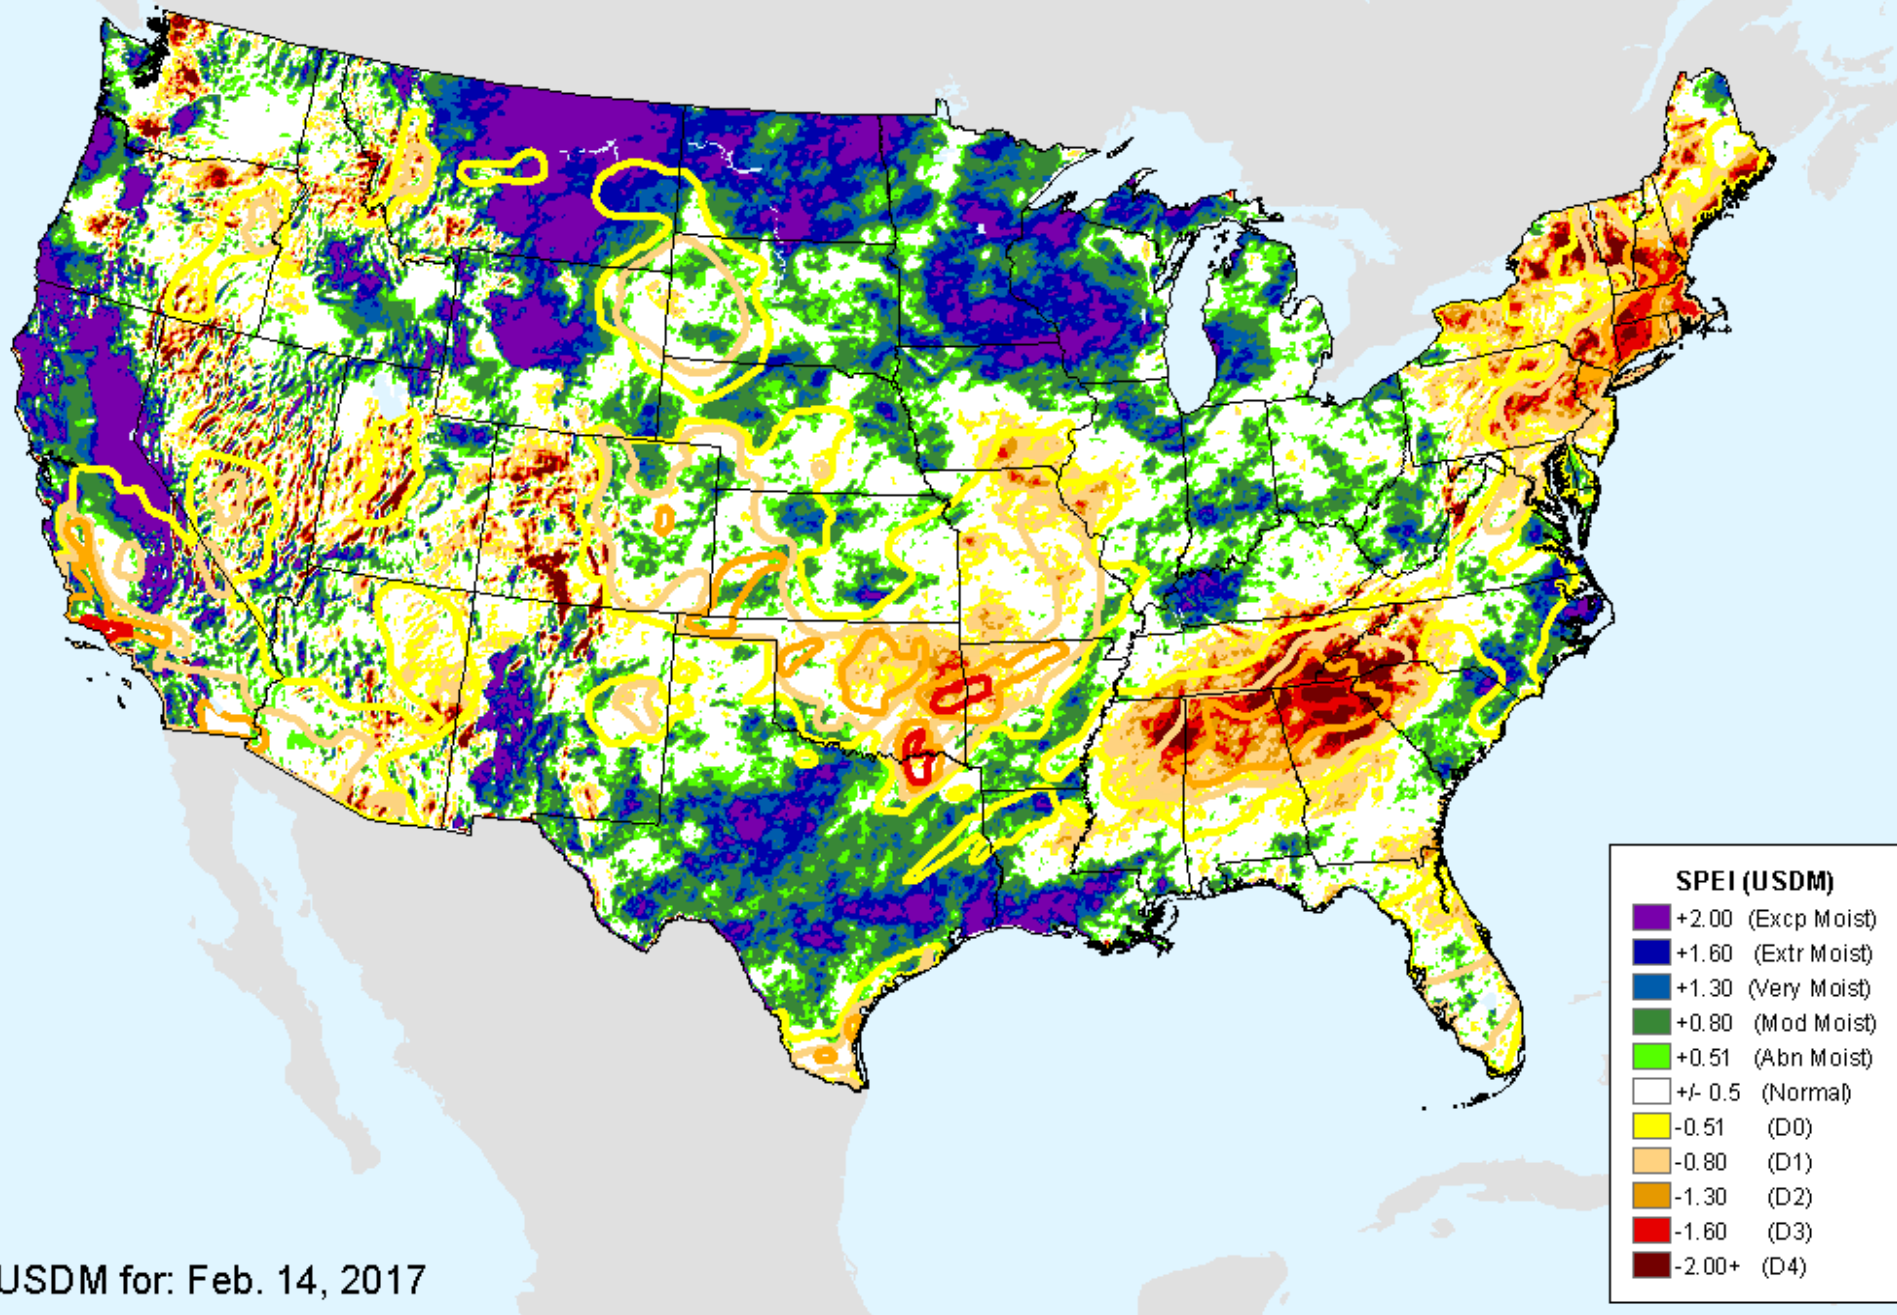 SPEI (USDM)
+2.00 (Excp Moist)
+1.60 (Extr Moist)
+1.30 (Very Moist)
+0.80 (Mod Moist)
+0.51 (Abn Moist)
+/- 0.5 (Normal)
-0.51 (D0)
-0.80 (D1)
-1.30 (D2)
-1.60 (D3)
-2.00+ (D4)
USDM for: Feb. 14, 2017